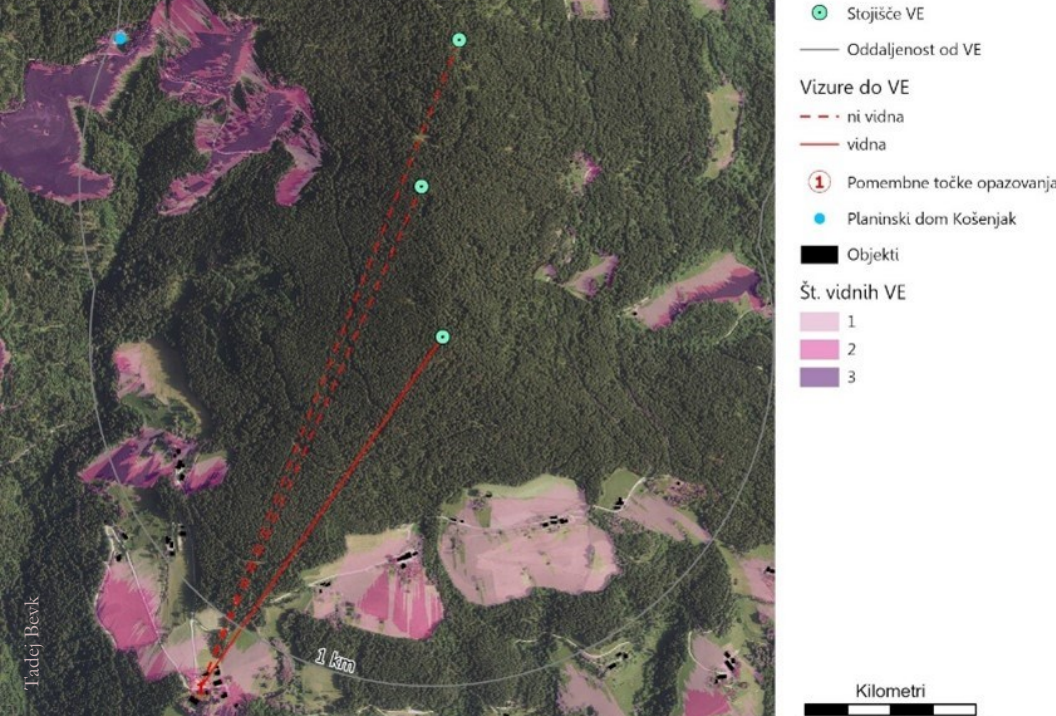 Stojišče VE
Oddaljenost od VE
Vizure do VE
ni vidna
vidna
1 Pomembne točke opazovanja
Planinski dom Košenjak
Objekti
Št. vidnih VE
1
2
3
Kilometri
1 km
1
Tadej Bevk